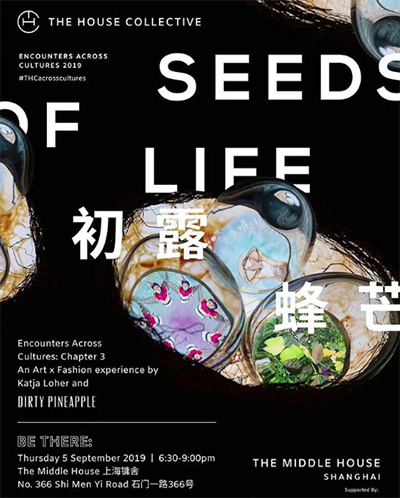 THE HOUSE COLLECTIVE
ENCOUNTERS ACROSS
CULTURES 2019
#THCacrosscultures
SEEDS
OF
LIFE
初露
蜂芒
Encounters Across
Cultures: Chapter 3
An Art x Fashion experience by
Katja Loher and
DIRTY PINEAPPLE
BE THERE:
Thursday 5 September 2019 | 6:30-9:00pm
The Middle House 上海镛舍
No. 366 Shi Men Yi Road 石门一路366号
THE MIDDLE HOUSE
SHANGHAI
Supported By: